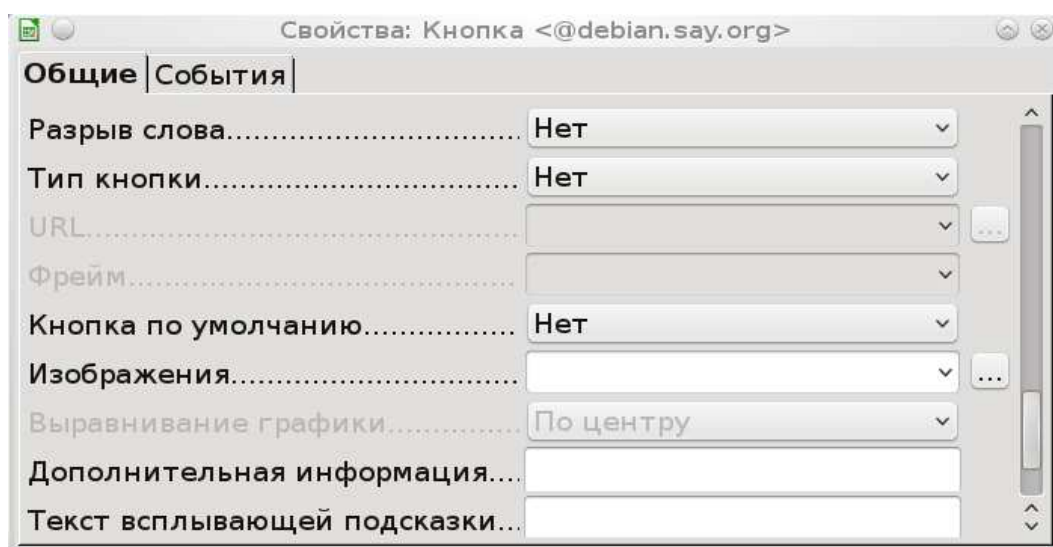 Свойства: Кнопка <@debian.say.org>
Общие События
Разрыв слова................................ Нет
Тип кнопки................................... Нет
URL............................................... ...
Фрейм...........................................
Кнопка по умолчанию................. Нет
Изображения................................ ...
Выравнивание графики............... По центру
Дополнительная информация....
Текст всплывающей подсказки...